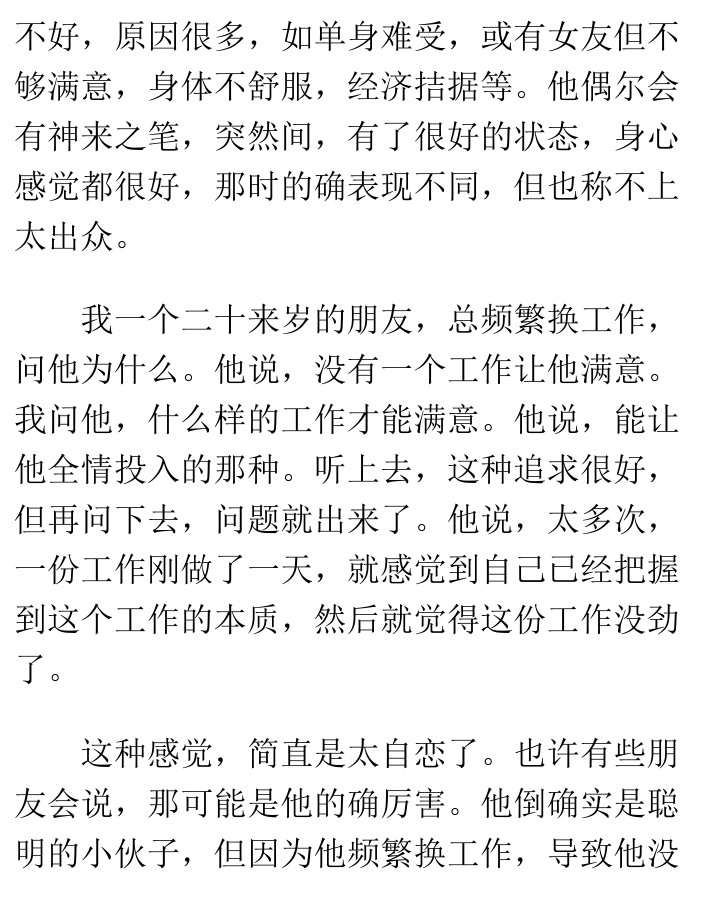 不好，原因很多，如单身难受，或有女友但不
够满意，身体不舒服，经济拮据等。他偶尔会
有神来之笔，突然间，有了很好的状态，身心
感觉都很好，那时的确表现不同，但也称不上
太出众。
我一个二十来岁的朋友，总频繁换工作，
问他为什么。他说，没有一个工作让他满意。
我问他，什么样的工作才能满意。他说，能让
他全情投入的那种。听上去，这种追求很好，
但再问下去，问题就出来了。他说，太多次，
一份工作刚做了一天，就感觉到自己已经把握
到这个工作的本质，然后就觉得这份工作没劲
了。
这种感觉，简直是太自恋了。也许有些朋
友会说，那可能是他的确厉害。他倒确实是聪
明的小伙子，但因为他频繁换工作，导致他没